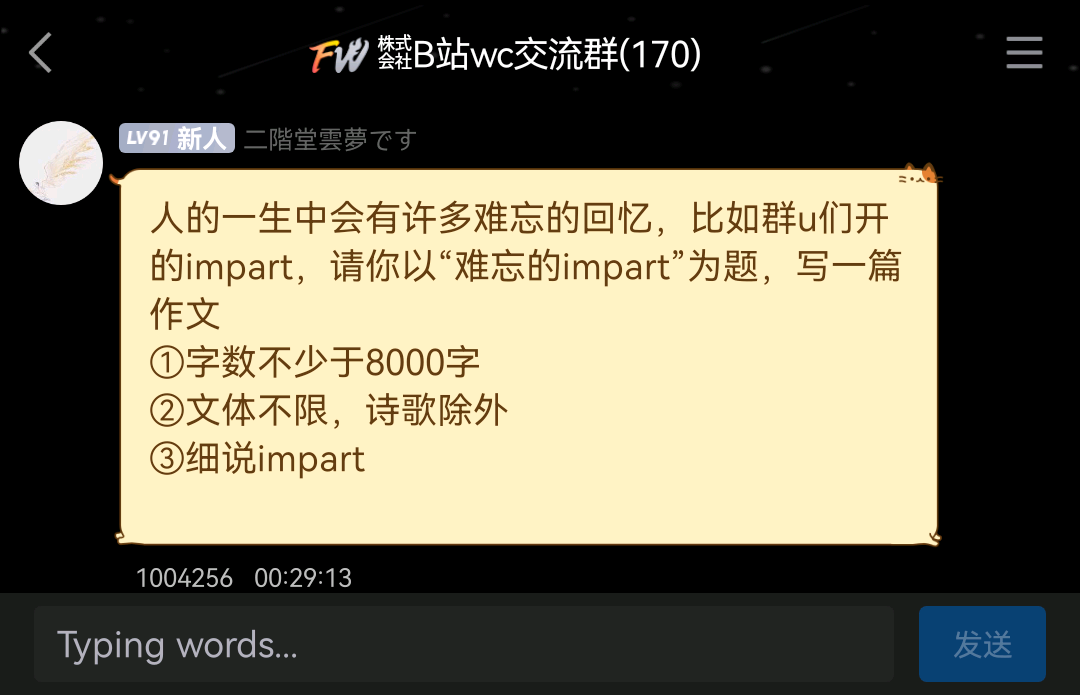 FW 株式会社B站wc交流群(170)
LV91 新人 二階堂雲夢です
人的一生中会有许多难忘的回忆，比如群u们开
的impart，请你以“难忘的impart”为题，写一篇
作文
①字数不少于8000字
②文体不限，诗歌除外
③细说impart
1004256 00:29:13
Typing words... 发送